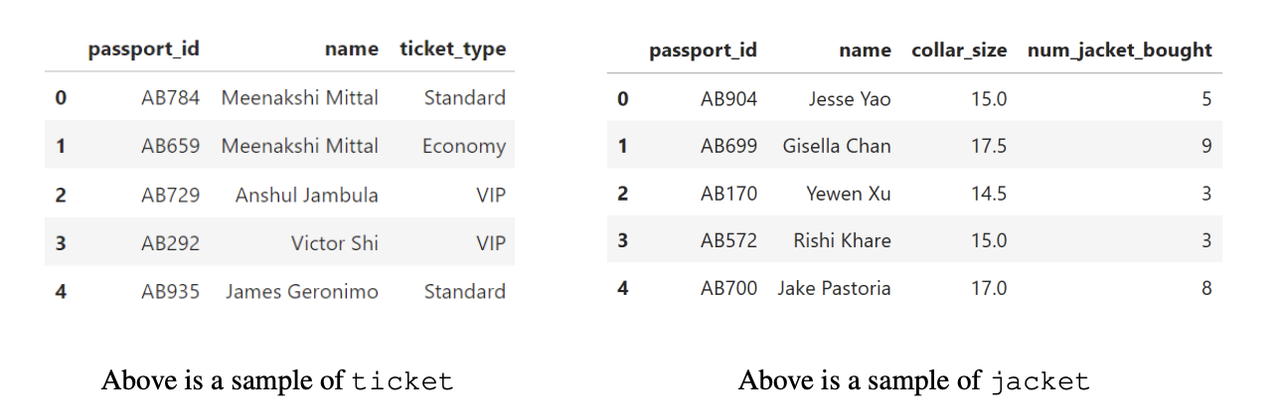 passport_id name ticket_type
0 AB784 Meenakshi Mittal Standard
1 AB659 Meenakshi Mittal Economy
2 AB729 Anshul Jambula VIP
3 AB292 Victor Shi VIP
4 AB935 James Geronimo Standard
Above is a sample of ticket
passport_id name collar_size num_jacket_bought
0 AB904 Jesse Yao 15.0 5
1 AB699 Gisella Chan 17.5 9
2 AB170 Yewen Xu 14.5 3
3 AB572 Rishi Khare 15.0 3
4 AB700 Jake Pastoria 17.0 8
Above is a sample of jacket